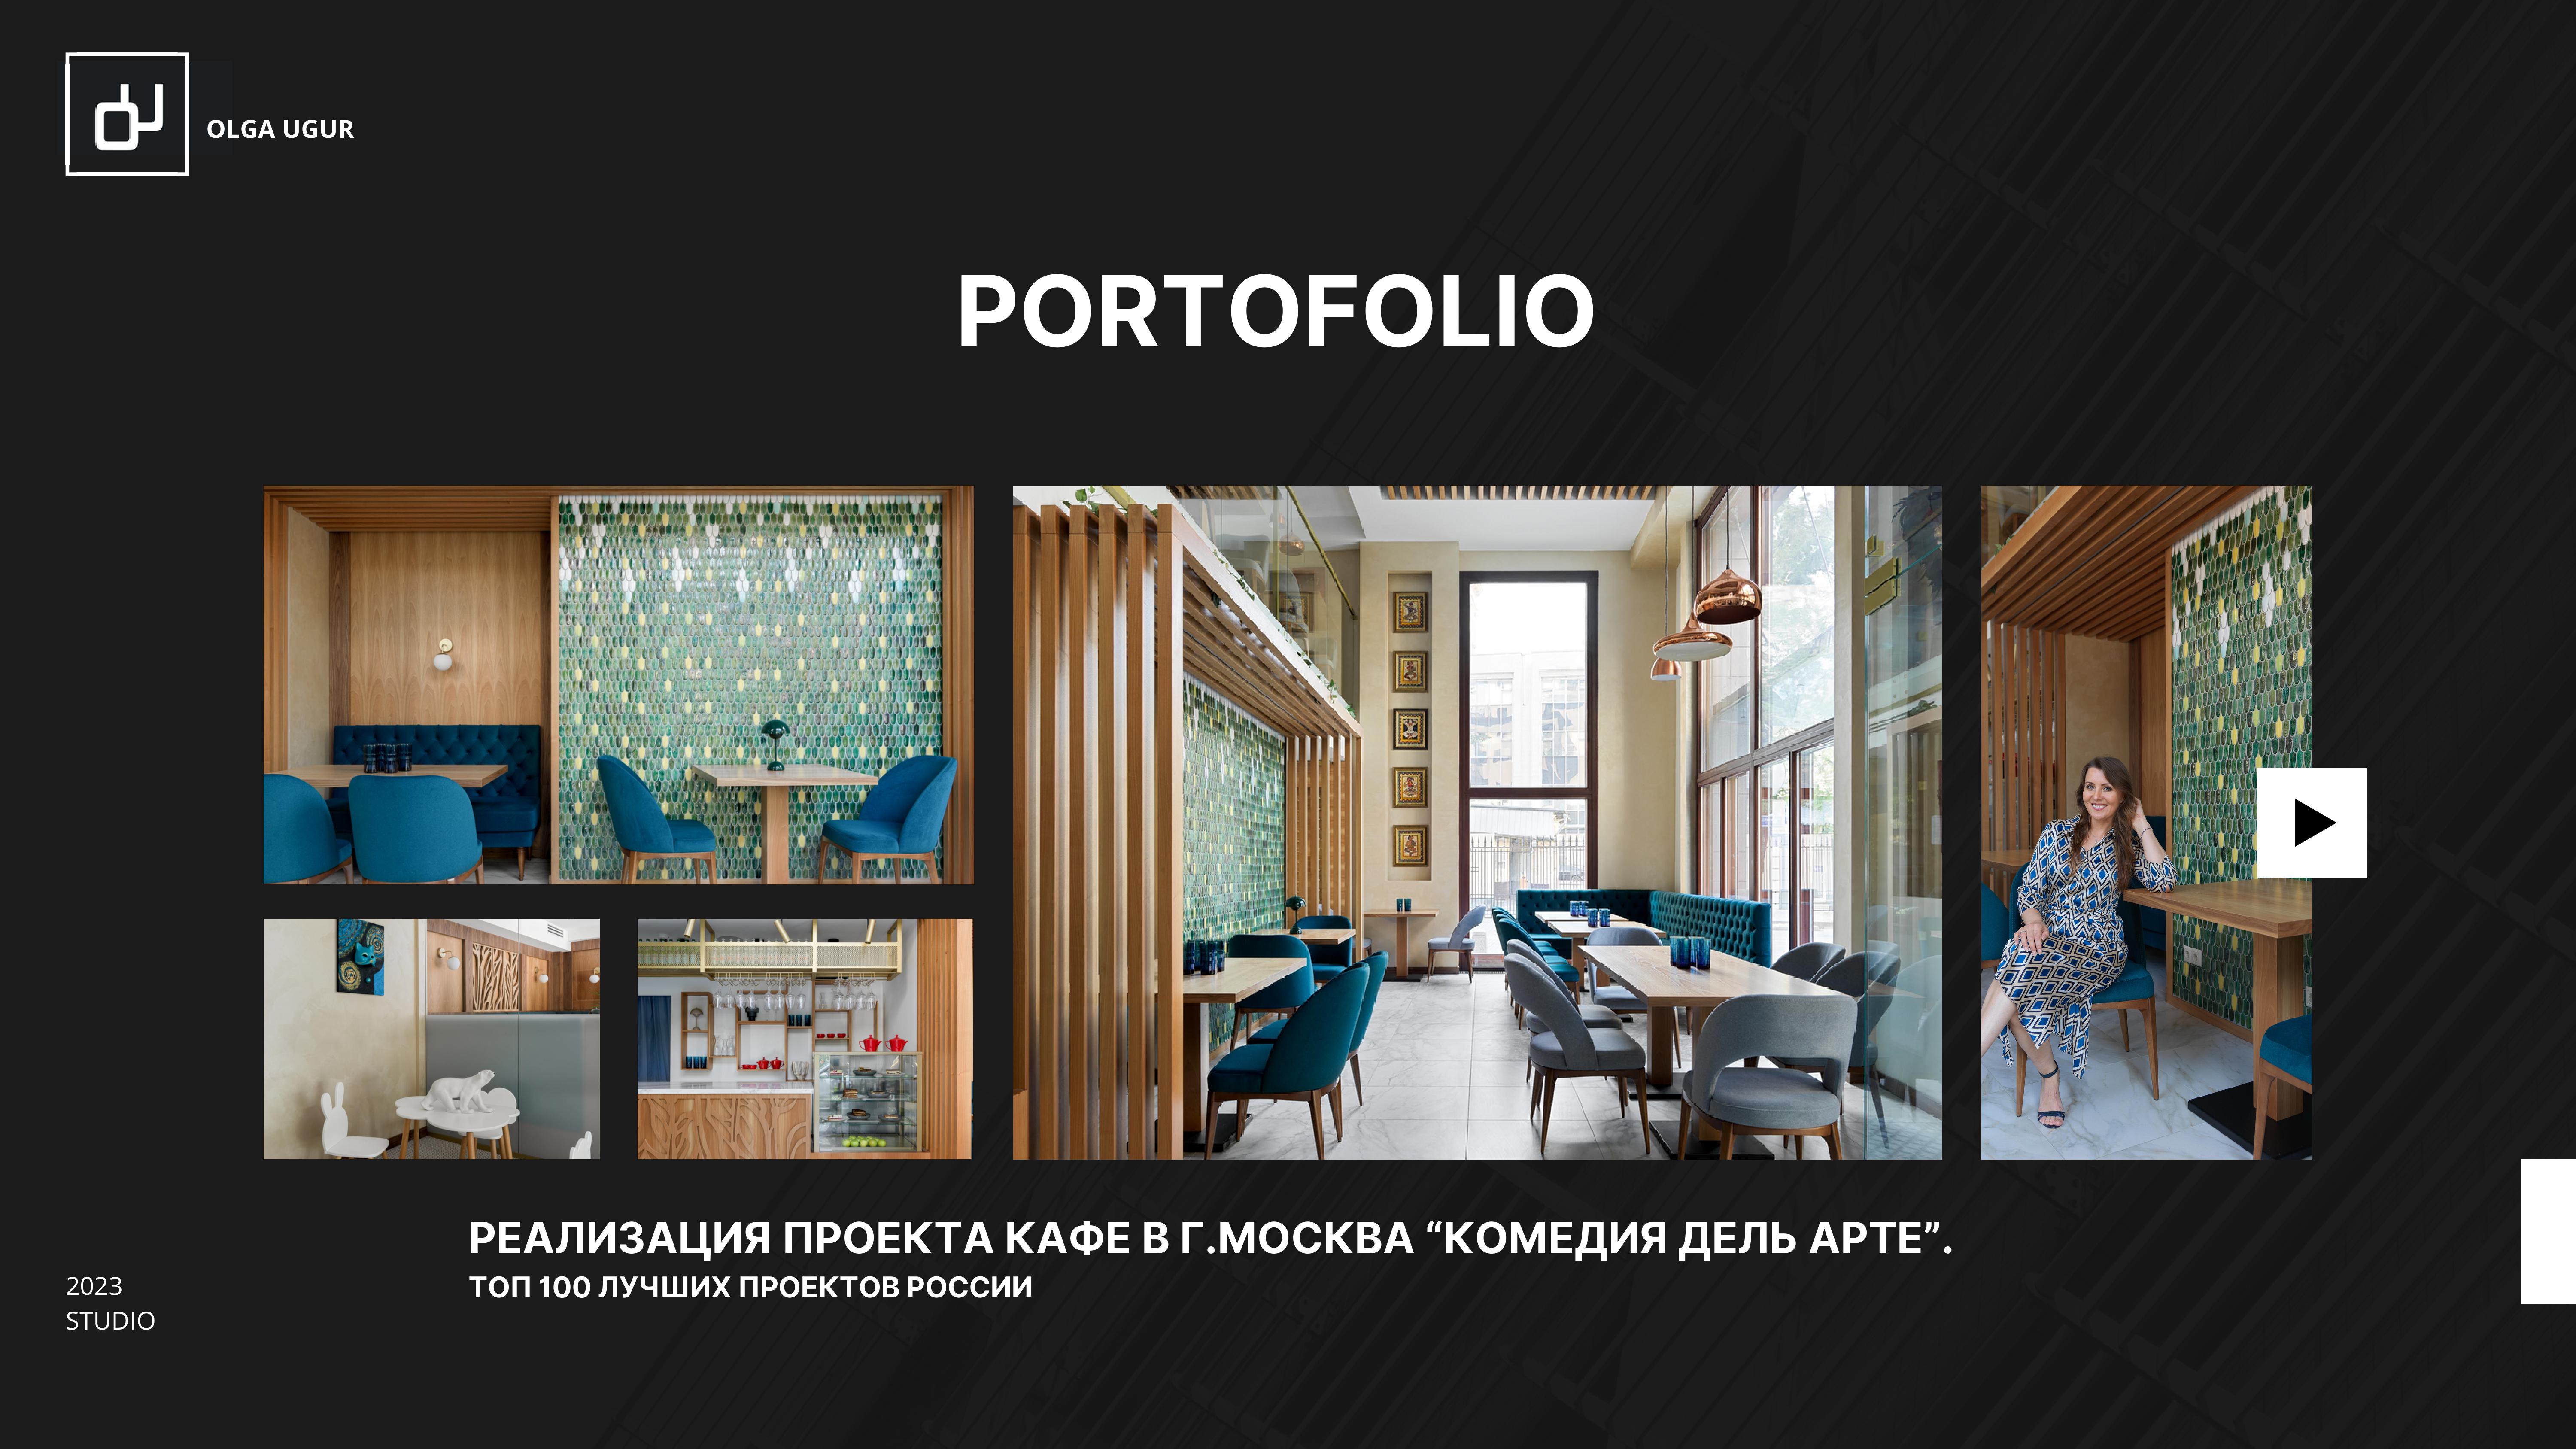 OLGA UGUR
PORTOFOLIO
РЕАЛИЗАЦИЯ ПРОЕКТА КАФЕ В Г.МОСКВА “КОМЕДИЯ ДЕЛЬ АРТЕ”.
ТОП 100 ЛУЧШИХ ПРОЕКТОВ РОССИИ
2023
STUDIO